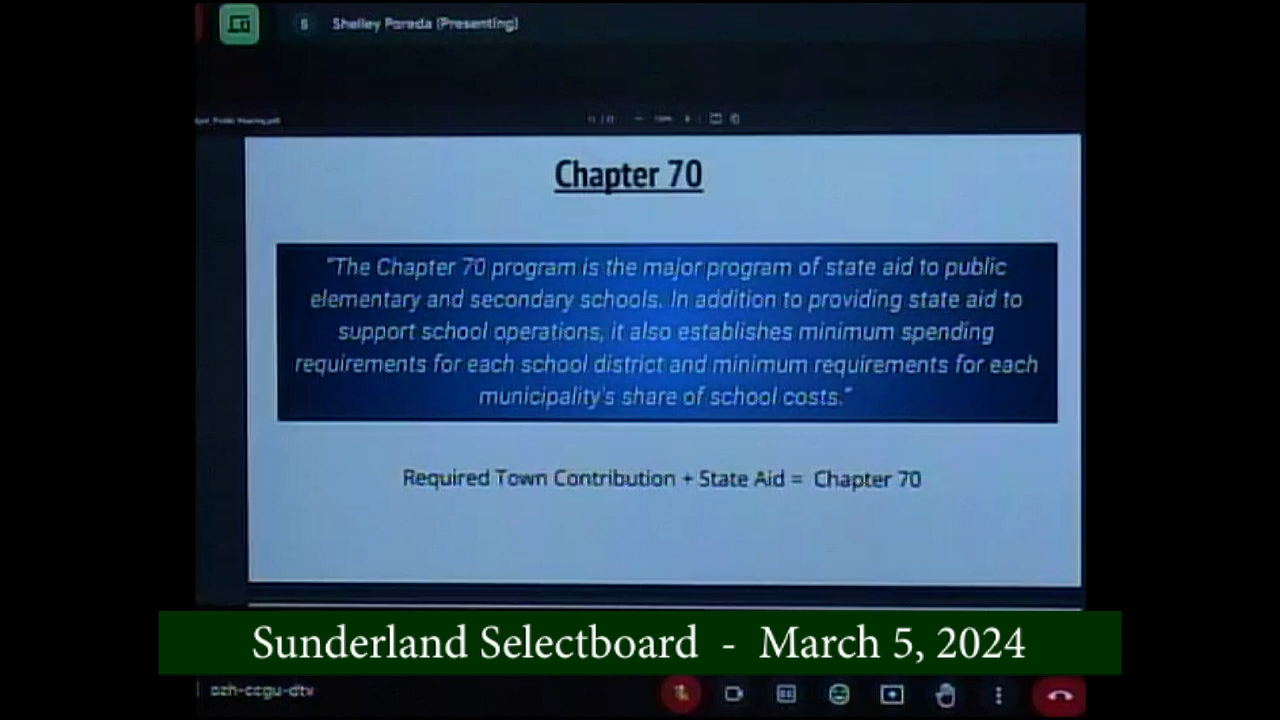 S Shelley Poreda (Presenting)
Chapter 70
"The Chapter 70 program is the major program of state aid to public
elementary and secondary schools. In addition to providing state aid to
support school operations, it also establishes minimum spending
requirements for each school district and minimum requirements for each
municipality's share of school costs."
Required Town Contribution + State Aid = Chapter 70
Sunderland Selectboard - March 5, 2024